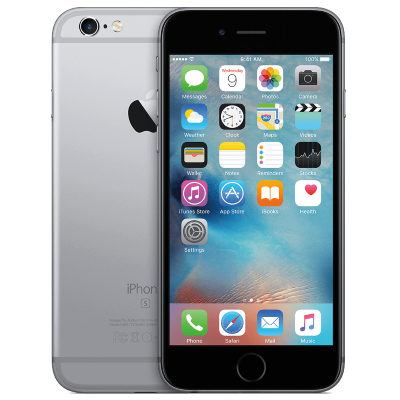 9:41 AM 100%
Wednesday
9
Messages Calendar Photos Camera
Weather Clock Maps Videos
Wallet Notes Reminders Stocks
iTunes Store App Store iBooks Health
Settings
Phone Safari Mail Music
iPhon
S